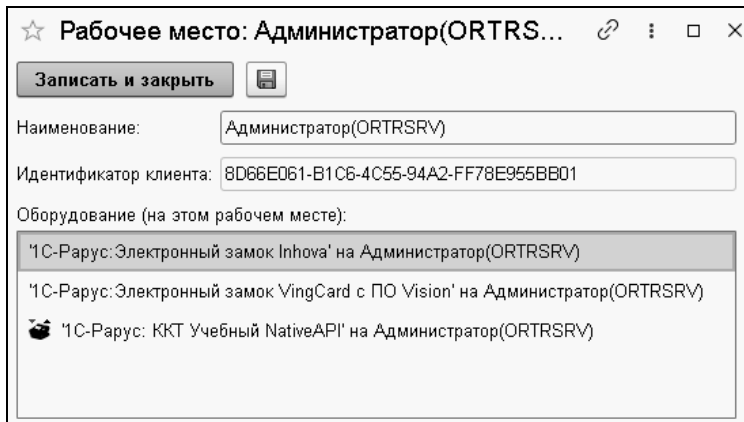 Рабочее место: Администратор(ORTRS...
Записать и закрыть
Наименование: Администратор(ORTRSRV)
Идентификатор клиента: 8D66E061-B1C6-4C55-94A2-FF78E955BB01
Оборудование (на этом рабочем месте):
'1С-Рарус:Электронный замок Inhova' на Администратор(ORTRSRV)
'1С-Рарус:Электронный замок VingCard с ПО Vision' на Администратор(ORTRSRV)
'1С-Рарус: ККТ Учебный NativeAPI' на Администратор(ORTRSRV)